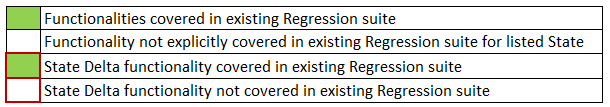 Functionalities covered in existing Regression suite
Functionality not explicitly covered in existing Regression suite for listed State
State Delta functionality covered in existing Regression suite
State Delta functionality not covered in existing Regression suite